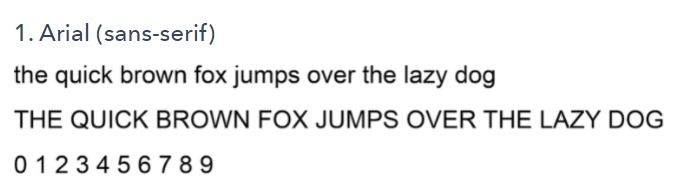 1. Arial (sans-serif)
the quick brown fox jumps over the lazy dog
THE QUICK BROWN FOX JUMPS OVER THE LAZY DOG
0 1 2 3 4 5 6 7 8 9